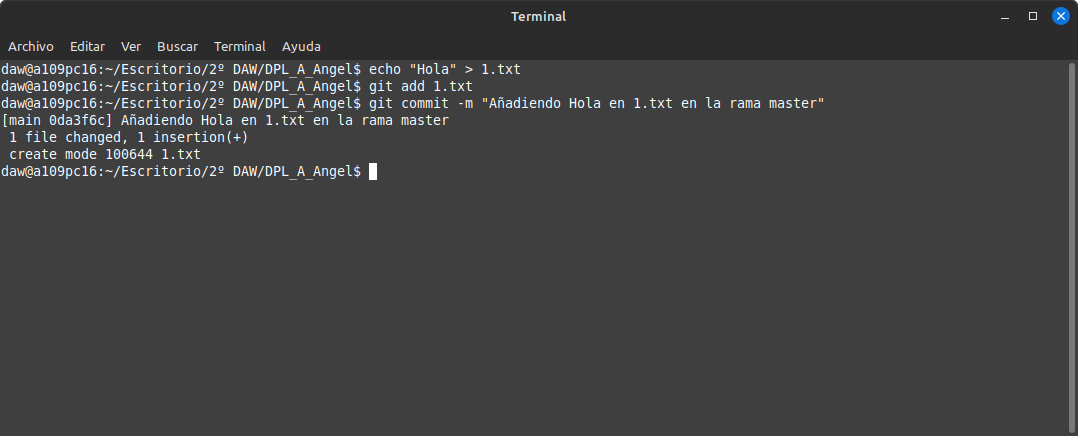 Terminal
Archivo Editar Ver Buscar Terminal Ayuda
daw@a109pc16:~/Escritorio/2º DAW/DPL_A_Angel$ echo "Hola" > 1.txt
daw@a109pc16:~/Escritorio/2º DAW/DPL_A_Angel$ git add 1.txt
daw@a109pc16:~/Escritorio/2º DAW/DPL_A_Angel$ git commit -m "Añadiendo Hola en 1.txt en la rama master"
[main 0da3f6c] Añadiendo Hola en 1.txt en la rama master
 1 file changed, 1 insertion(+)
 create mode 100644 1.txt
daw@a109pc16:~/Escritorio/2º DAW/DPL_A_Angel$